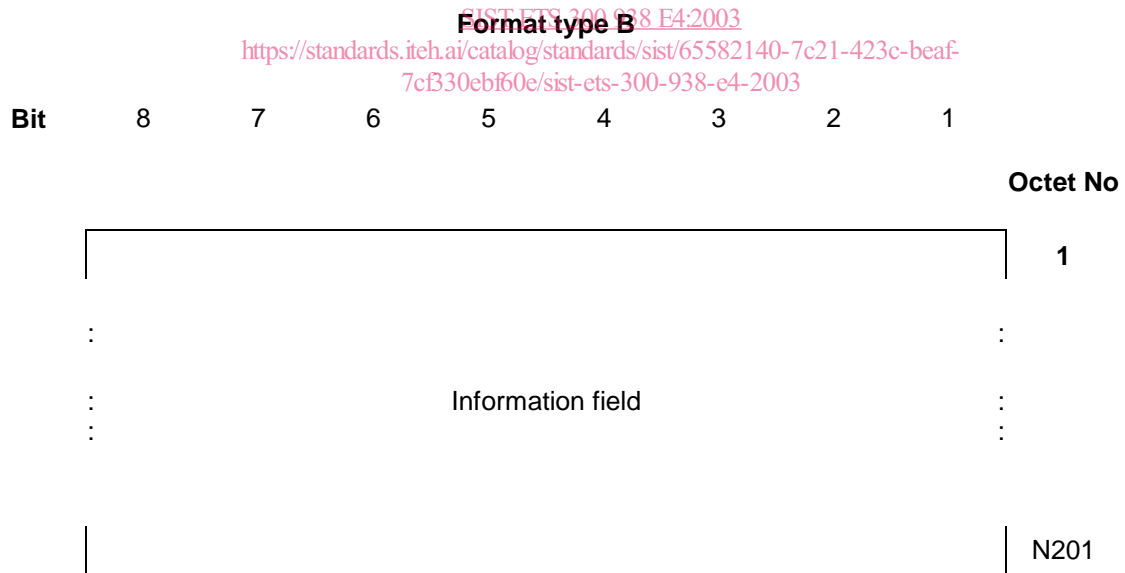 SIST ETS 300 938 E4:2003
Format type B
https://standards.iteh.ai/catalog/standards/sist/65582140-7c21-423c-beaf-
7cf330ebf60e/sist-ets-300-938-e4-2003
Bit 8 7 6 5 4 3 2 1
Octet No
1
: :
: Information field :
: :
N201